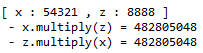 [ x : 54321 , z : 8888 ]
- x.multiply(z) = 482805048
- z.multiply(x) = 482805048